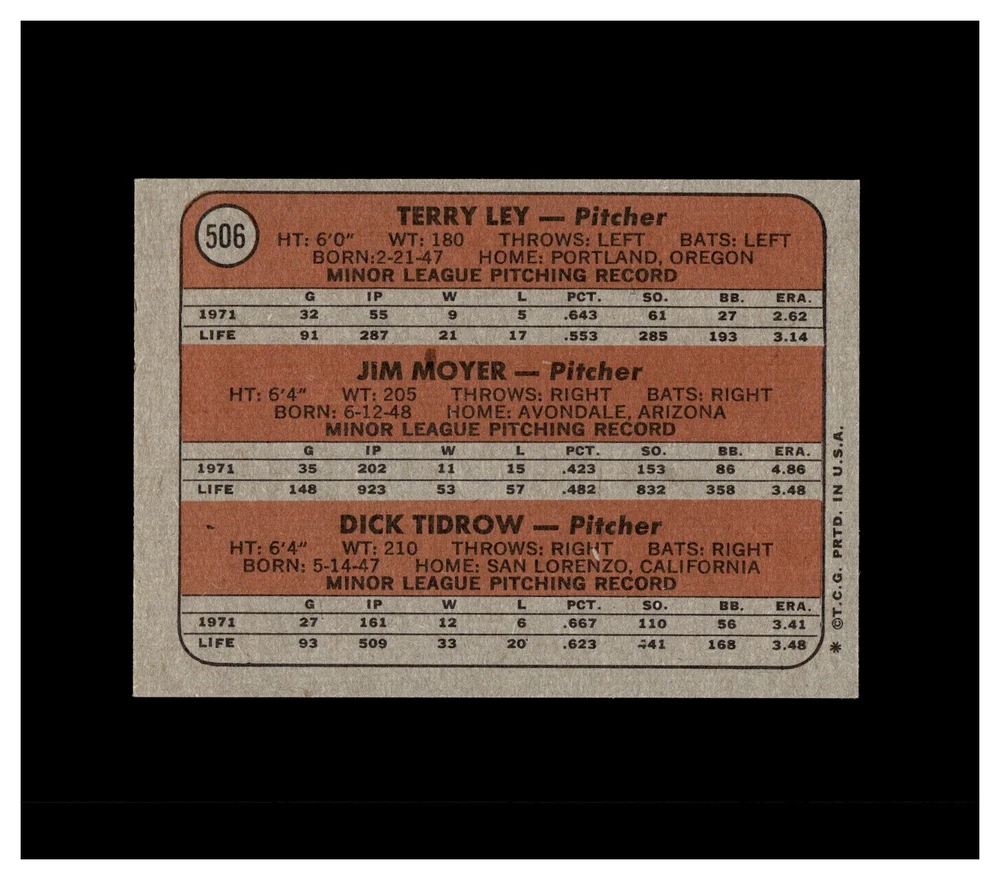 506
TERRY LEY — Pitcher
HT: 6'0" WT: 180 THROWS: LEFT BATS: LEFT
BORN:2-21-47 HOME: PORTLAND, OREGON
MINOR LEAGUE PITCHING RECORD
G IP W L PCT. SO. BB. ERA.
1971 32 55 9 5 .643 61 27 2.62
LIFE 91 287 21 17 .553 285 193 3.14
JIM MOYER — Pitcher
HT: 6'4" WT: 205 THROWS: RIGHT BATS: RIGHT
BORN: 6-12-48 HOME: AVONDALE, ARIZONA
MINOR LEAGUE PITCHING RECORD
G IP W L PCT. SO. BB. ERA.
1971 35 202 11 15 .423 153 86 4.86
LIFE 148 923 53 57 .482 832 358 3.48
DICK TIDROW — Pitcher
HT: 6'4" WT: 210 THROWS: RIGHT BATS: RIGHT
BORN: 5-14-47 HOME: SAN LORENZO, CALIFORNIA
MINOR LEAGUE PITCHING RECORD
G IP W L PCT. SO. BB. ERA.
1971 27 161 12 6 .667 110 56 3.41
LIFE 93 509 33 20 .623 441 168 3.48
* ©T.C.G. PRTD. IN U.S.A.